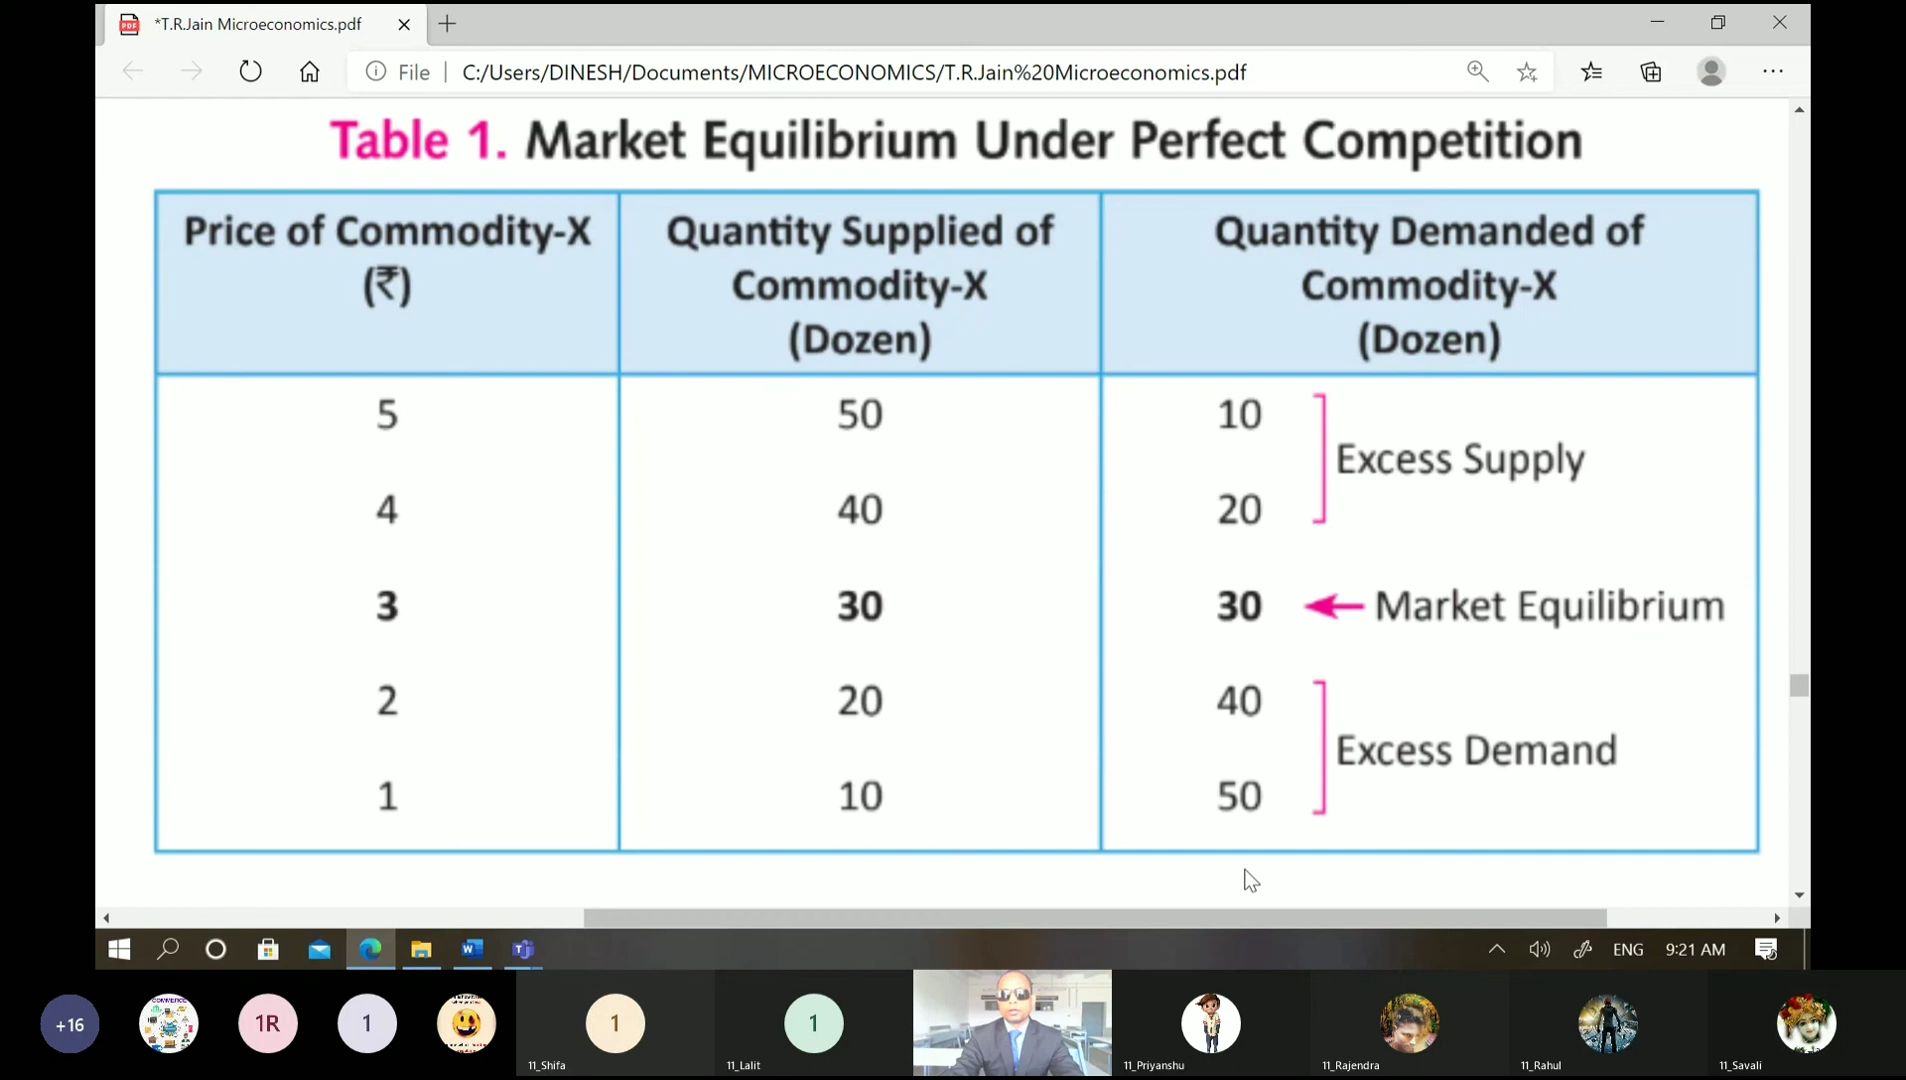 *T.R.Jain Microeconomics.pdf
File | C:/Users/DINESH/Documents/MICROECONOMICS/T.R.Jain%20Microeconomics.pdf
Table 1. Market Equilibrium Under Perfect Competition
Price of Commodity-X
(₹)
Quantity Supplied of
Commodity-X
(Dozen)
Quantity Demanded of
Commodity-X
(Dozen)
5 50 10
Excess Supply
4 40 20
3 30 30 Market Equilibrium
2 20 40
Excess Demand
1 10 50
ENG 9:21 AM
+16
COMMERCE
1R
1
1
11_Shifa
1
11_Lalit
11_Priyanshu
11_Rajendra
11_Rahul
11_Savali